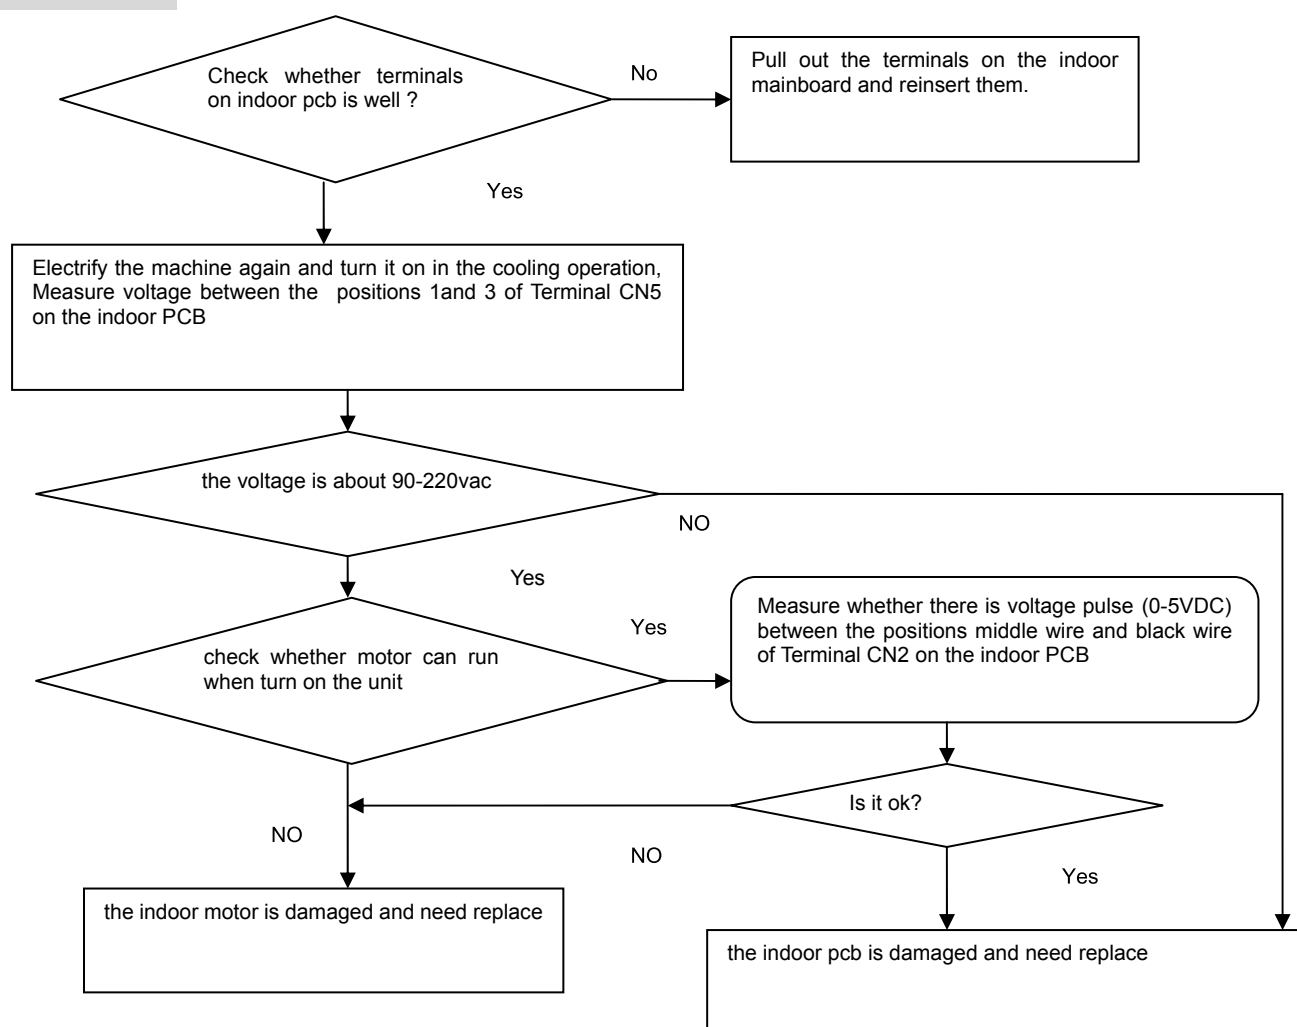 Check whether terminals
on indoor pcb is well ?
No
Pull out the terminals on the indoor
mainboard and reinsert them.
Yes
Electrify the machine again and turn it on in the cooling operation,
Measure voltage between the positions 1and 3 of Terminal CN5
on the indoor PCB
the voltage is about 90-220vac
NO
Yes
check whether motor can run
when turn on the unit
Yes
Measure whether there is voltage pulse (0-5VDC)
between the positions middle wire and black wire
of Terminal CN2 on the indoor PCB
Is it ok?
NO
NO
Yes
the indoor motor is damaged and need replace
the indoor pcb is damaged and need replace